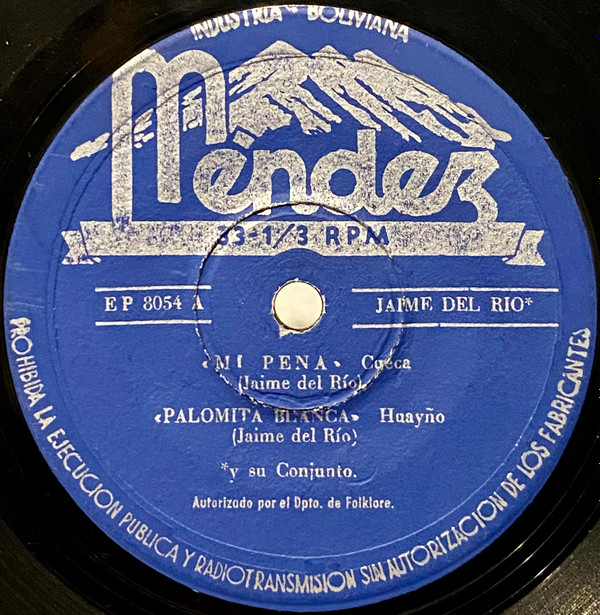 INDUSTRIA - BOLIVIANA
Méndez
33-1/3 RPM
EP 8054 A
JAIME DEL RIO*
«MI PENA» Cueca
(Jaime del Río)
«PALOMITA BLANCA» Huayño
(Jaime del Río)
*y su Conjunto.
Autorizado por el Dpto. de Folklore.
PROHIBIDA LA EJECUCION PUBLICA Y RADIOTRANSMISION SIN AUTORIZACION DE LOS FABRICANTES